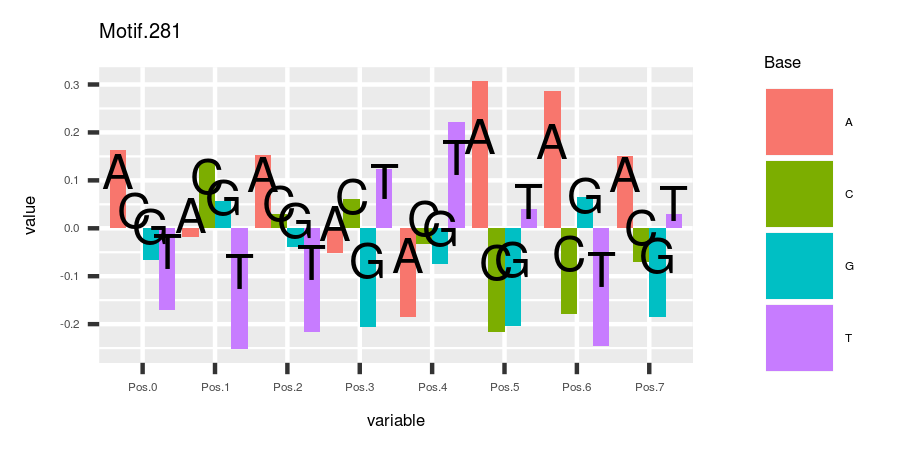 Motif.281
value
0.3
0.2
0.1
0.0
-0.1
-0.2
A C G T A C G T A C G T A C G T A C G T A C G T A C G T A C G T
Pos.0 Pos.1 Pos.2 Pos.3 Pos.4 Pos.5 Pos.6 Pos.7
variable
Base
A
C
G
T